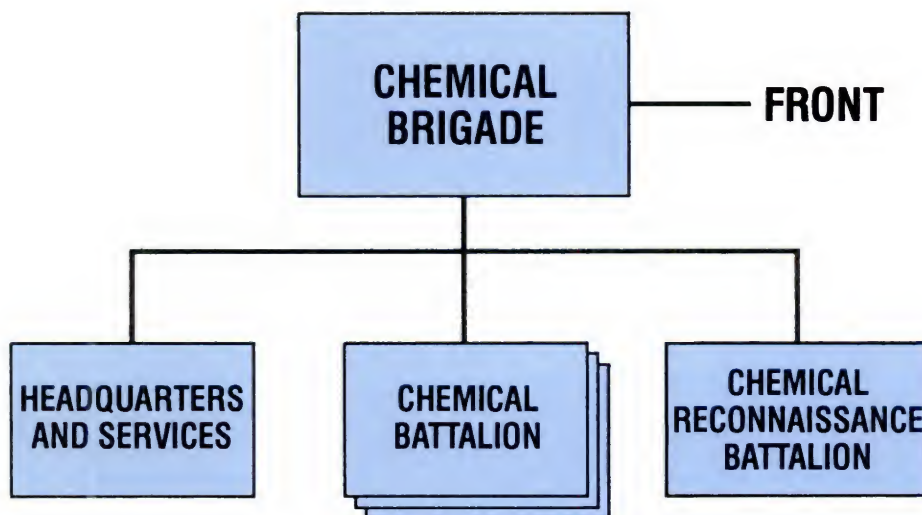 CHEMICAL
BRIGADE
FRONT
HEADQUARTERS
AND SERVICES
CHEMICAL
BATTALION
CHEMICAL
RECONNAISSANCE
BATTALION